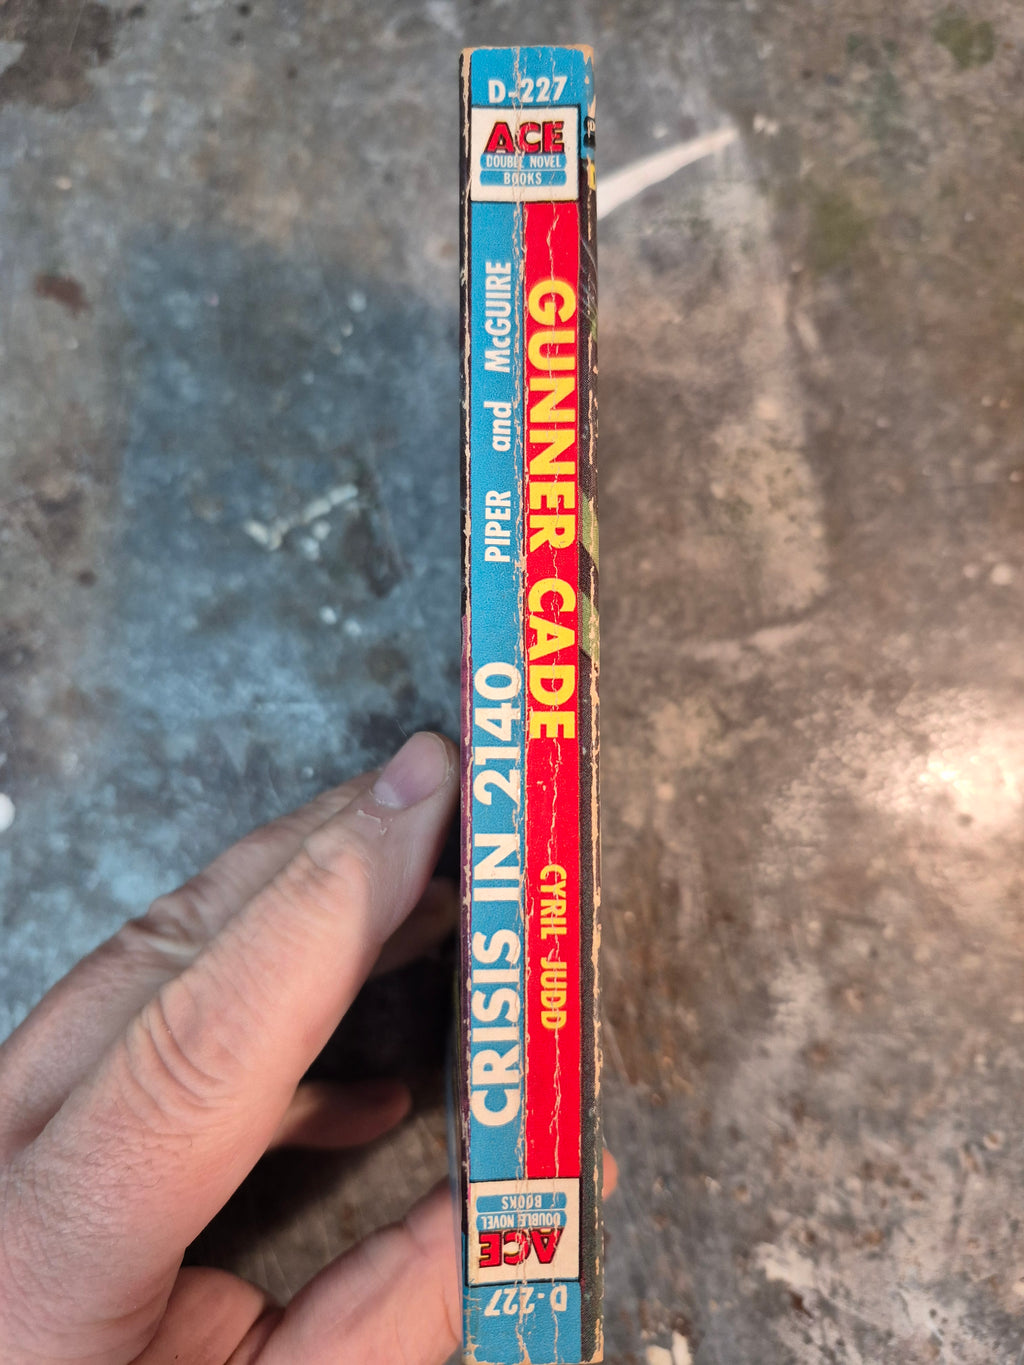 D-227
ACE
DOUBLE NOVEL
BOOKS
GUNNER CADE CYRIL JUDD
CRISIS IN 2140 PIPER and McGUIRE
D-227
ACE
DOUBLE NOVEL
BOOKS